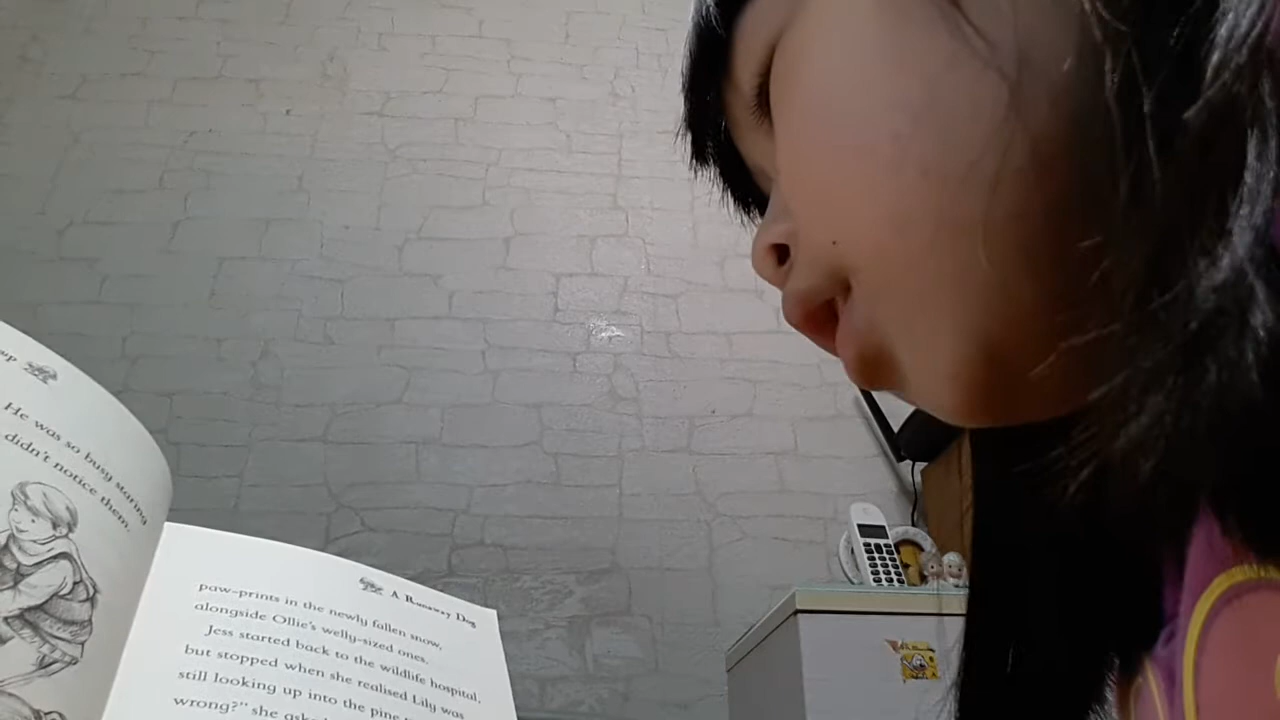 He was so busy staring
didn't notice them.
A Runaway Dog
paw-prints in the newly fallen snow,
alongside Ollie's welly-sized ones.
Jess started back to the wildlife hospital,
but stopped when she realised Lily was
still looking up into the pine
wrong?" she